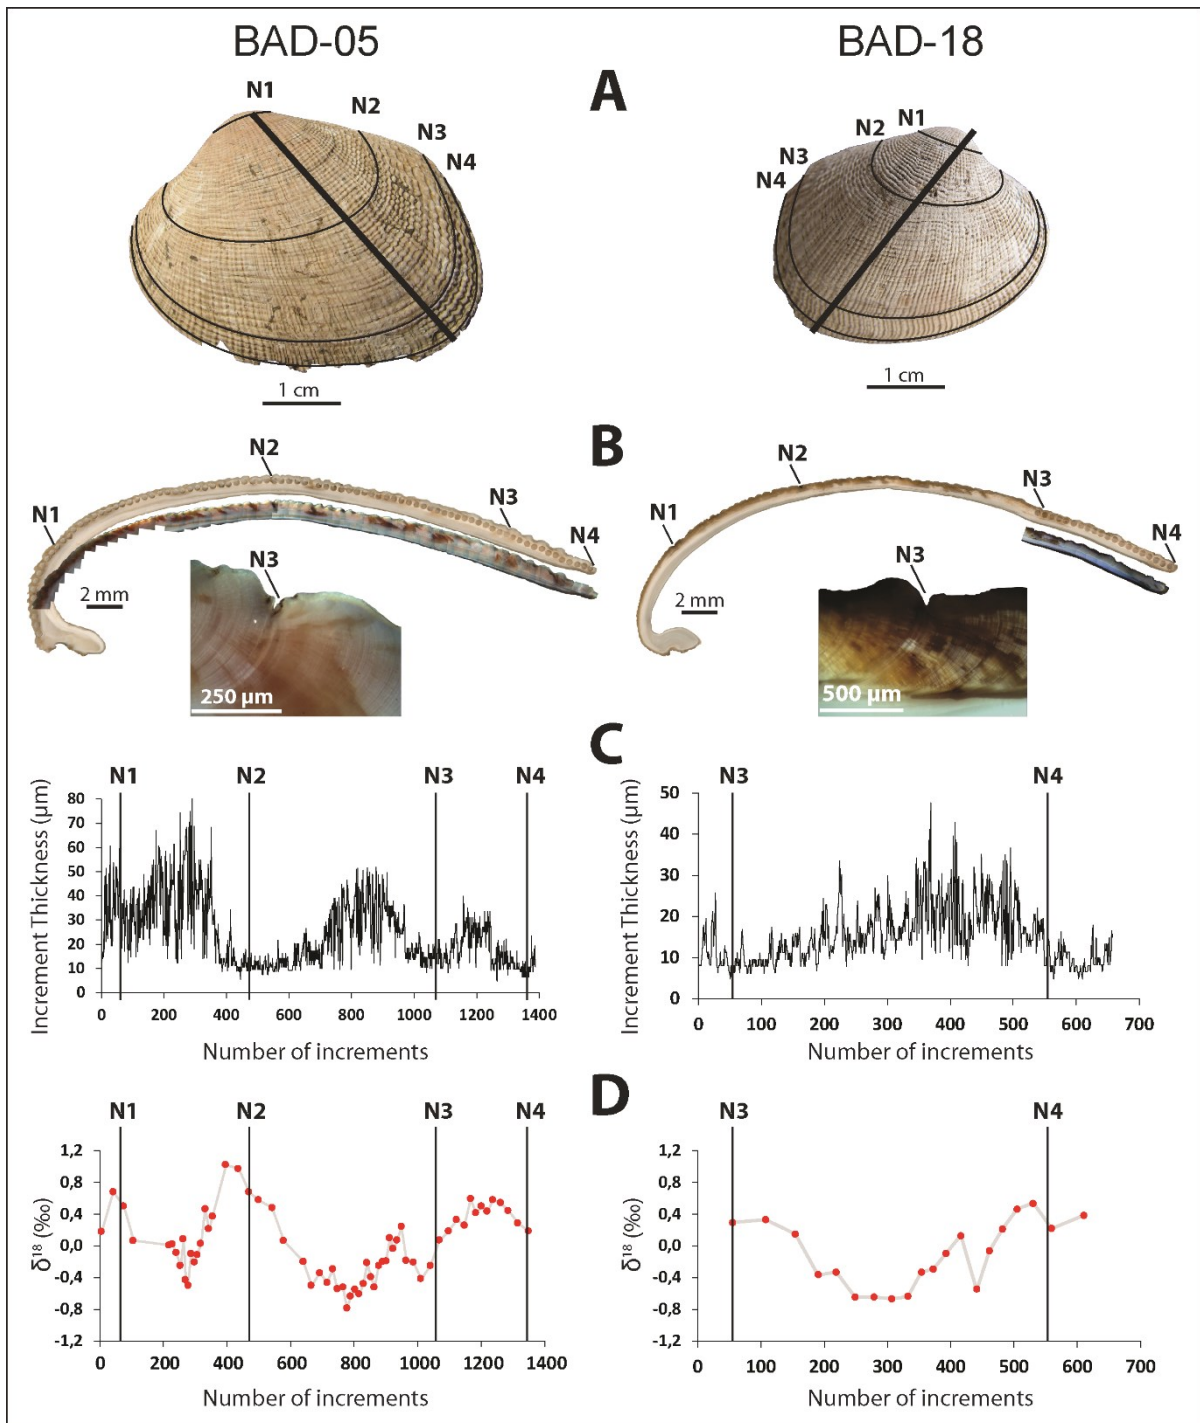 BAD-05
BAD-18
A
N1
N2
N3
N4
N1
N2
N3
N4
1 cm
1 cm
B
N1
N2
N3
N4
N3
2 mm
250 µm
N1
N2
N3
N4
N3
2 mm
500 µm
C
N1 N2 N3 N4
Increment Thickness (µm)
80
70
60
50
40
30
20
10
0
0 200 400 600 800 1000 1200 1400
Number of increments
N3 N4
Increment Thickness (µm)
50
40
30
20
10
0
0 100 200 300 400 500 600 700
Number of increments
D
N1 N2 N3 N4
δ¹⁸ (‰)
1,2
0,8
0,4
0,0
-0,4
-0,8
-1,2
0 200 400 600 800 1000 1200 1400
Number of increments
N3 N4
δ¹⁸ (‰)
1,2
0,8
0,4
0,0
-0,4
-0,8
-1,2
0 100 200 300 400 500 600 700
Number of increments